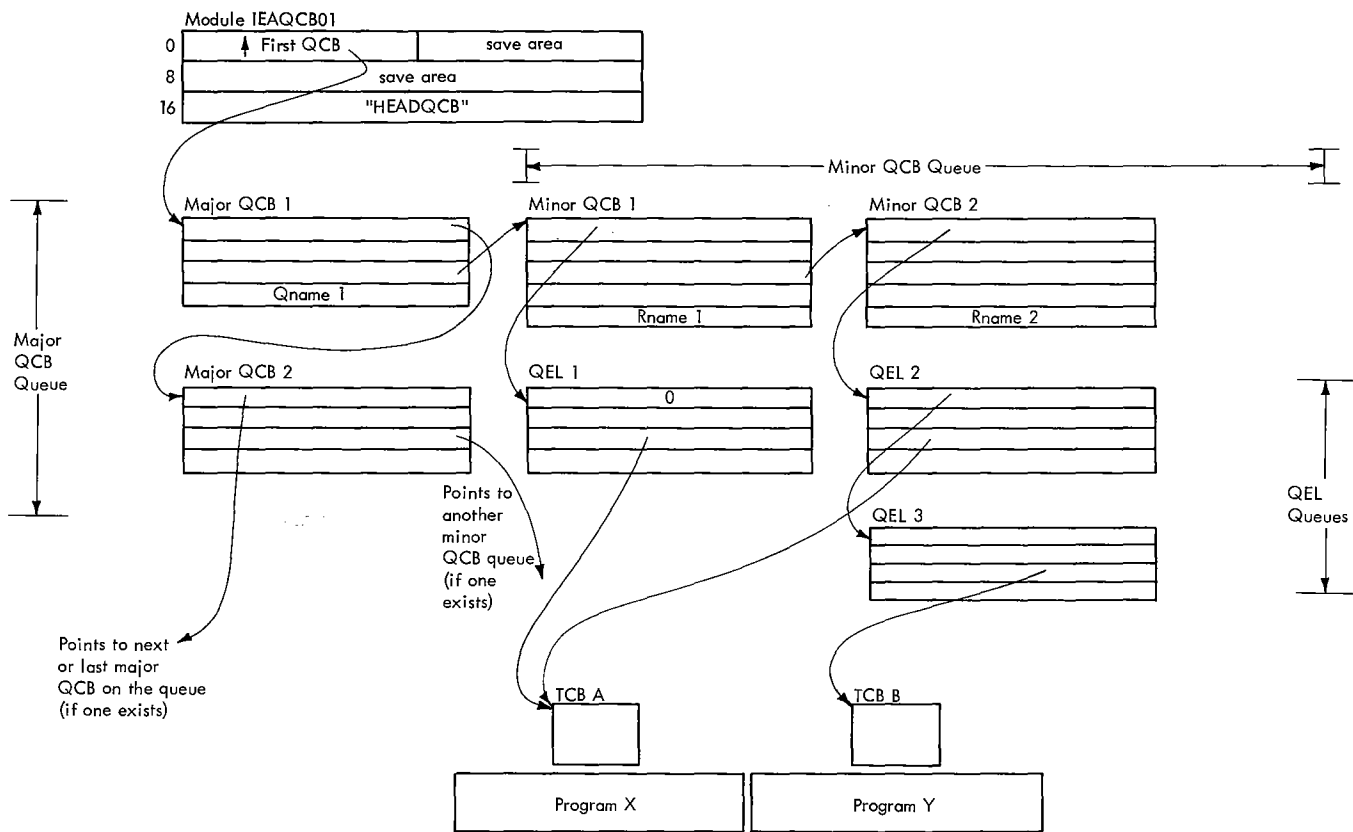 Module IEAQCB01
0
First QCB
save area
8
save area
16
"HEADQCB"
Minor QCB Queue
Major QCB 1
Minor QCB 1
Minor QCB 2
Qname 1
Rname 1
Rname 2
Major
QCB
Queue
Major QCB 2
QEL 1
0
QEL 2
Points to
another
minor
QCB queue
(if one
exists)
QEL
Queues
QEL 3
Points to next
or last major
QCB on the queue
(if one exists)
TCB A
TCB B
Program X
Program Y